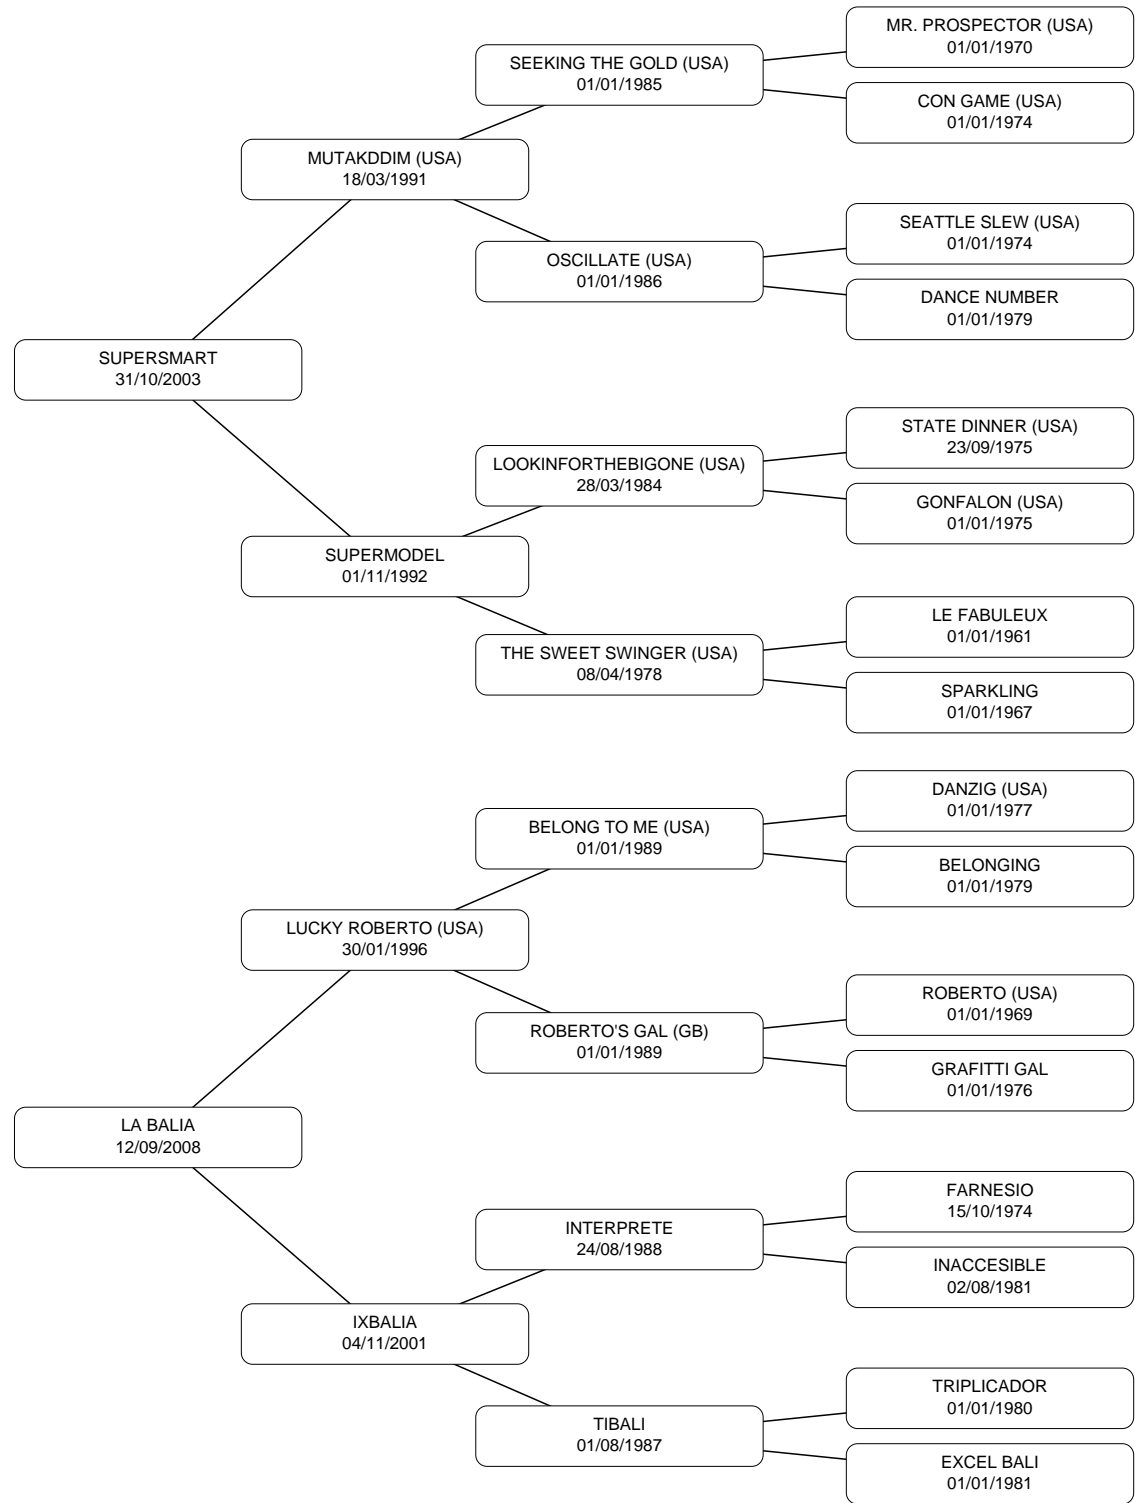 MR. PROSPECTOR (USA)
01/01/1970
SEEKING THE GOLD (USA)
01/01/1985
CON GAME (USA)
01/01/1974
MUTAKDDIM (USA)
18/03/1991
SEATTLE SLEW (USA)
01/01/1974
OSCILLATE (USA)
01/01/1986
DANCE NUMBER
01/01/1979
SUPERSMART
31/10/2003
STATE DINNER (USA)
23/09/1975
LOOKINFORTHEBIGONE (USA)
28/03/1984
GONFALON (USA)
01/01/1975
SUPERMODEL
01/11/1992
LE FABULEUX
01/01/1961
THE SWEET SWINGER (USA)
08/04/1978
SPARKLING
01/01/1967
DANZIG (USA)
01/01/1977
BELONG TO ME (USA)
01/01/1989
BELONGING
01/01/1979
LUCKY ROBERTO (USA)
30/01/1996
ROBERTO (USA)
01/01/1969
ROBERTO'S GAL (GB)
01/01/1989
GRAFITTI GAL
01/01/1976
LA BALIA
12/09/2008
FARNESIO
15/10/1974
INTERPRETE
24/08/1988
INACCESIBLE
02/08/1981
IXBALIA
04/11/2001
TRIPLICADOR
01/01/1980
TIBALI
01/08/1987
EXCEL BALI
01/01/1981